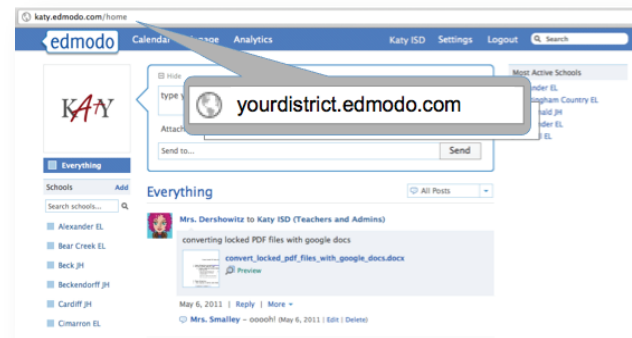 katy.edmodo.com/home
edmodo Calendar Analytics Katy ISD Settings Logout Search
Hide
Most Active Schools
yourdistrict.edmodo.com
KATY
type
Send to... Send
Everything
Schools Add
Search schools...
Alexander EL
Bear Creek EL
Beck JH
Beckendorff JH
Cardiff JH
Cimarron EL
Everything All Posts
Mrs. Dershowitz to Katy ISD (Teachers and Admins)
converting locked PDF files with google docs
convert_locked_pdf_files_with_google_docs.docx
Preview
May 6, 2011 | Reply | More
Mrs. Smalley - ooooh! (May 6, 2011 | Edit | Delete)